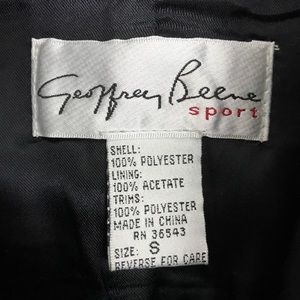 Geoffrey Beene
sport
SHELL:
100% POLYESTER
LINING:
100% ACETATE
TRIMS:
100% POLYESTER
MADE IN CHINA
RN 36543
SIZE: S
REVERSE FOR CARE